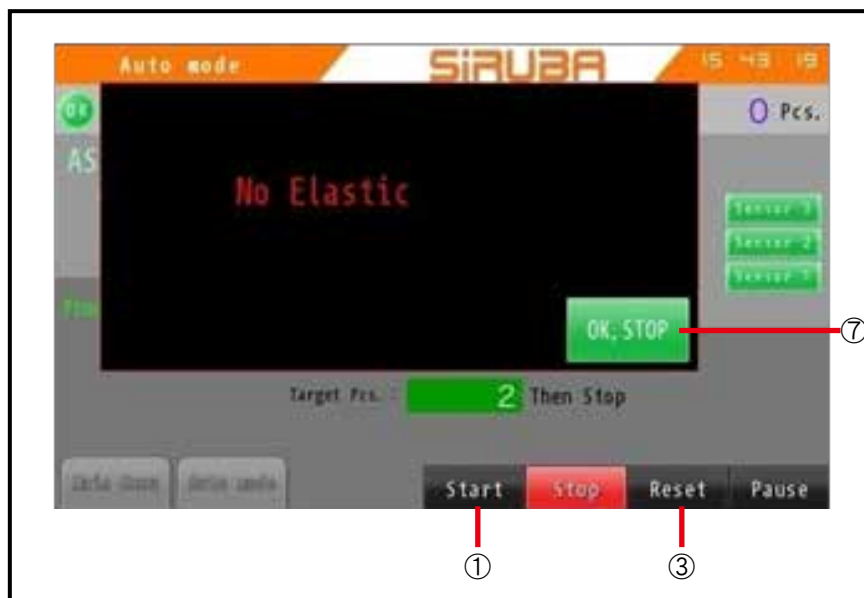 Auto mode
SiRUBA
15 43 19
OK
0 Pcs.
AS
No Elastic
Sensor 3
Sensor 2
Sensor 1
OK,STOP
⑦
Target Pcs. :
2
Then Stop
Start
Stop
Reset
Pause
①
③